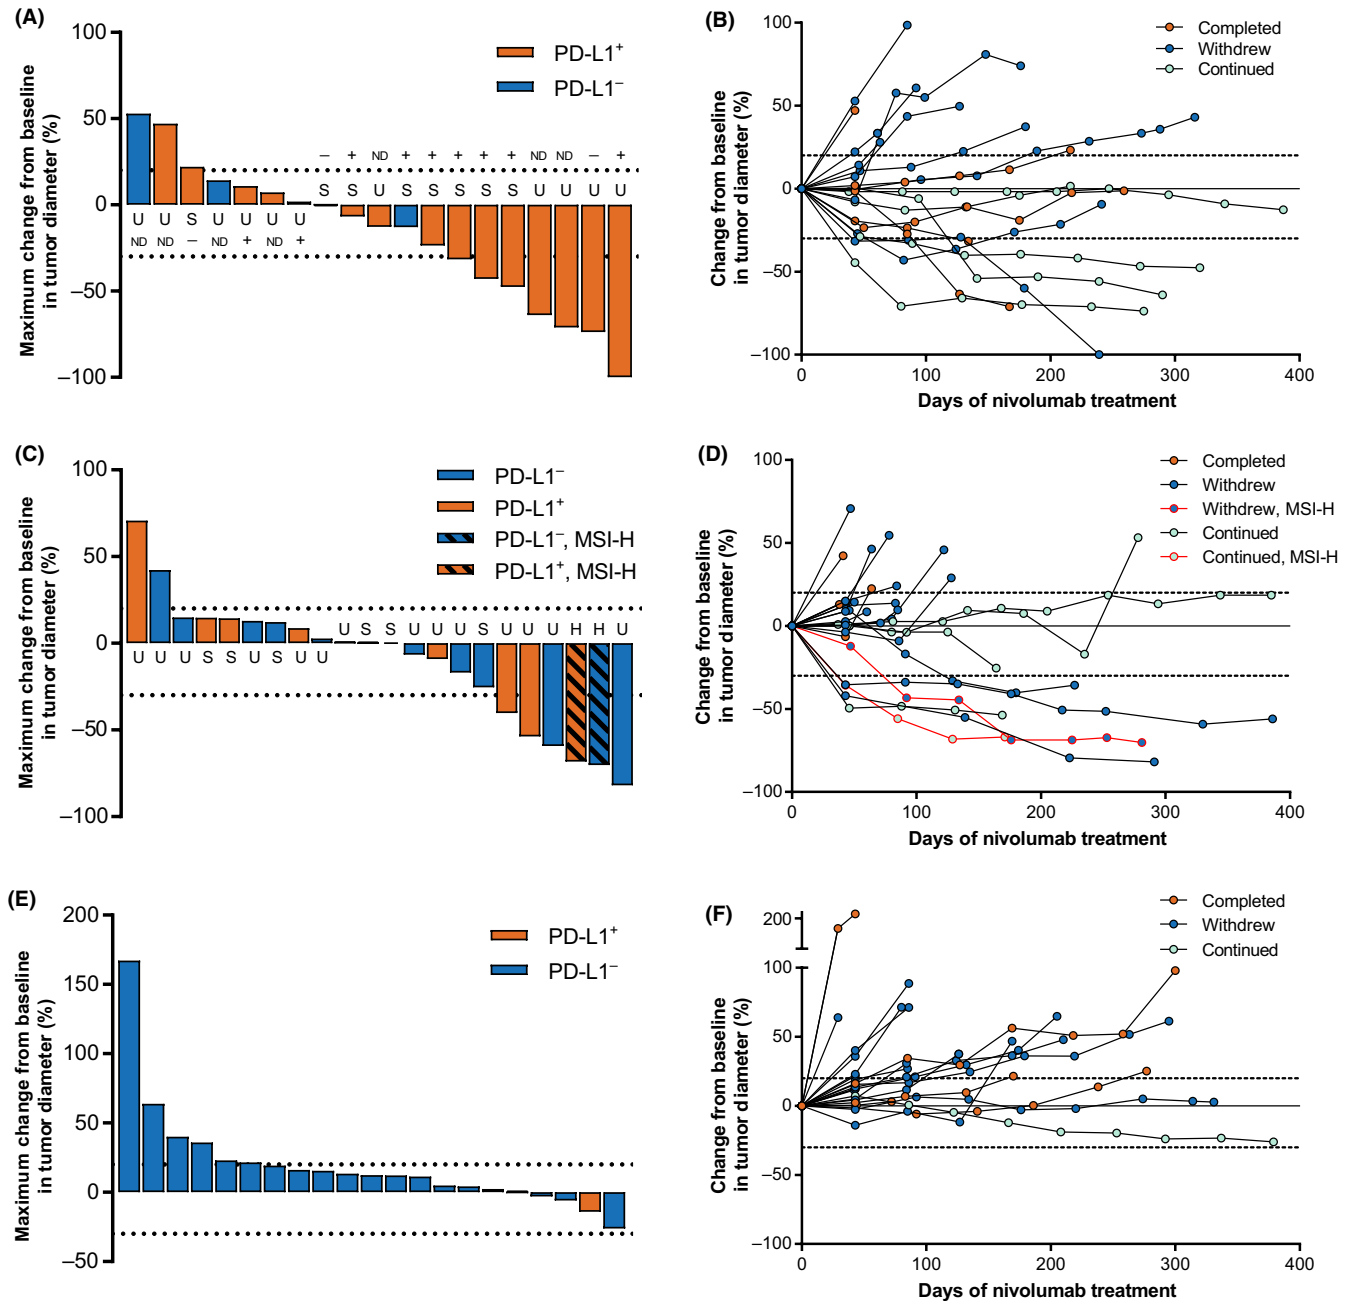 (A)
Maximum change from baseline
in tumor diameter (%)
100
50
0
–50
–100
PD-L1+
PD-L1–
– + ND + + + + + ND ND – +
S S U S S S S S U U U U
U U S U U U U
ND ND – ND + ND +
(B)
Change from baseline
in tumor diameter (%)
100
50
0
–50
–100
Completed
Withdrew
Continued
0 100 200 300 400
Days of nivolumab treatment
(C)
Maximum change from baseline
in tumor diameter (%)
100
50
0
–50
–100
PD-L1–
PD-L1+
PD-L1–, MSI-H
PD-L1+, MSI-H
U S S U U U S U U U H H U
U U U S S U S U U
(D)
Change from baseline
in tumor diameter (%)
100
50
0
–50
–100
Completed
Withdrew
Withdrew, MSI-H
Continued
Continued, MSI-H
0 100 200 300 400
Days of nivolumab treatment
(E)
Maximum change from baseline
in tumor diameter (%)
200
150
100
50
0
–50
PD-L1+
PD-L1–
(F)
Change from baseline
in tumor diameter (%)
200
100
50
0
–50
–100
Completed
Withdrew
Continued
0 100 200 300 400
Days of nivolumab treatment